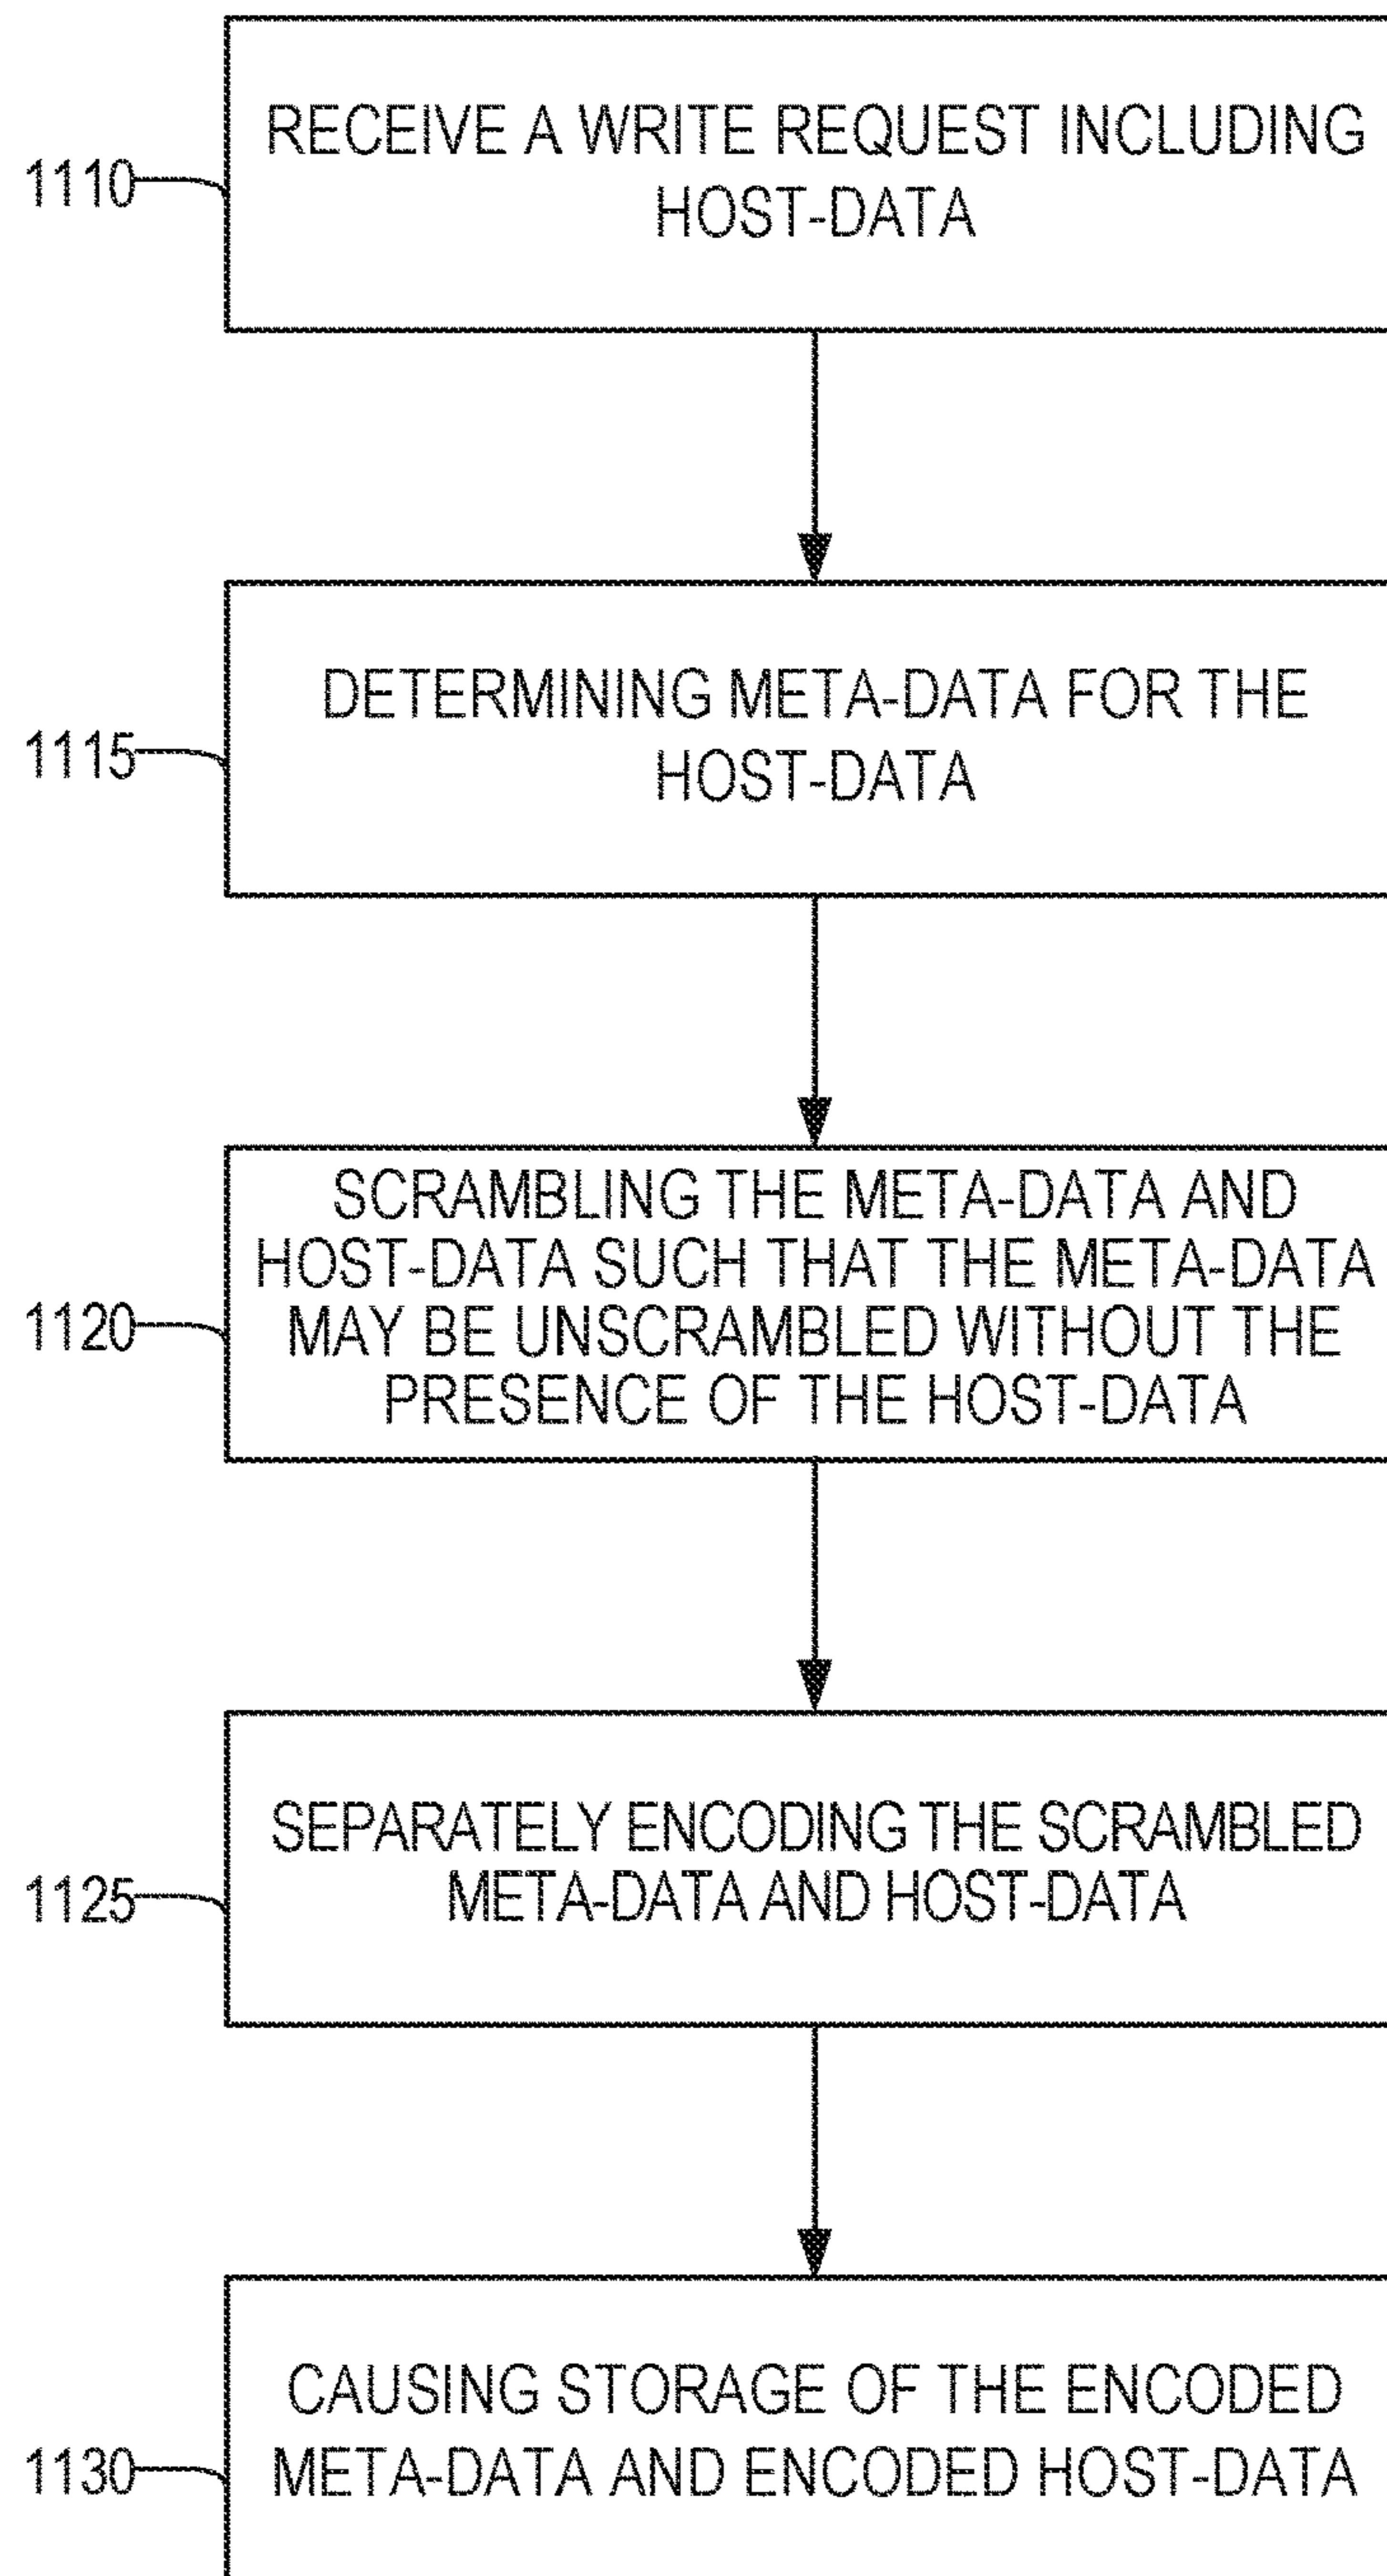 1110
RECEIVE A WRITE REQUEST INCLUDING
HOST-DATA
1115
DETERMINING META-DATA FOR THE
HOST-DATA
1120
SCRAMBLING THE META-DATA AND
HOST-DATA SUCH THAT THE META-DATA
MAY BE UNSCRAMBLED WITHOUT THE
PRESENCE OF THE HOST-DATA
1125
SEPARATELY ENCODING THE SCRAMBLED
META-DATA AND HOST-DATA
1130
CAUSING STORAGE OF THE ENCODED
META-DATA AND ENCODED HOST-DATA